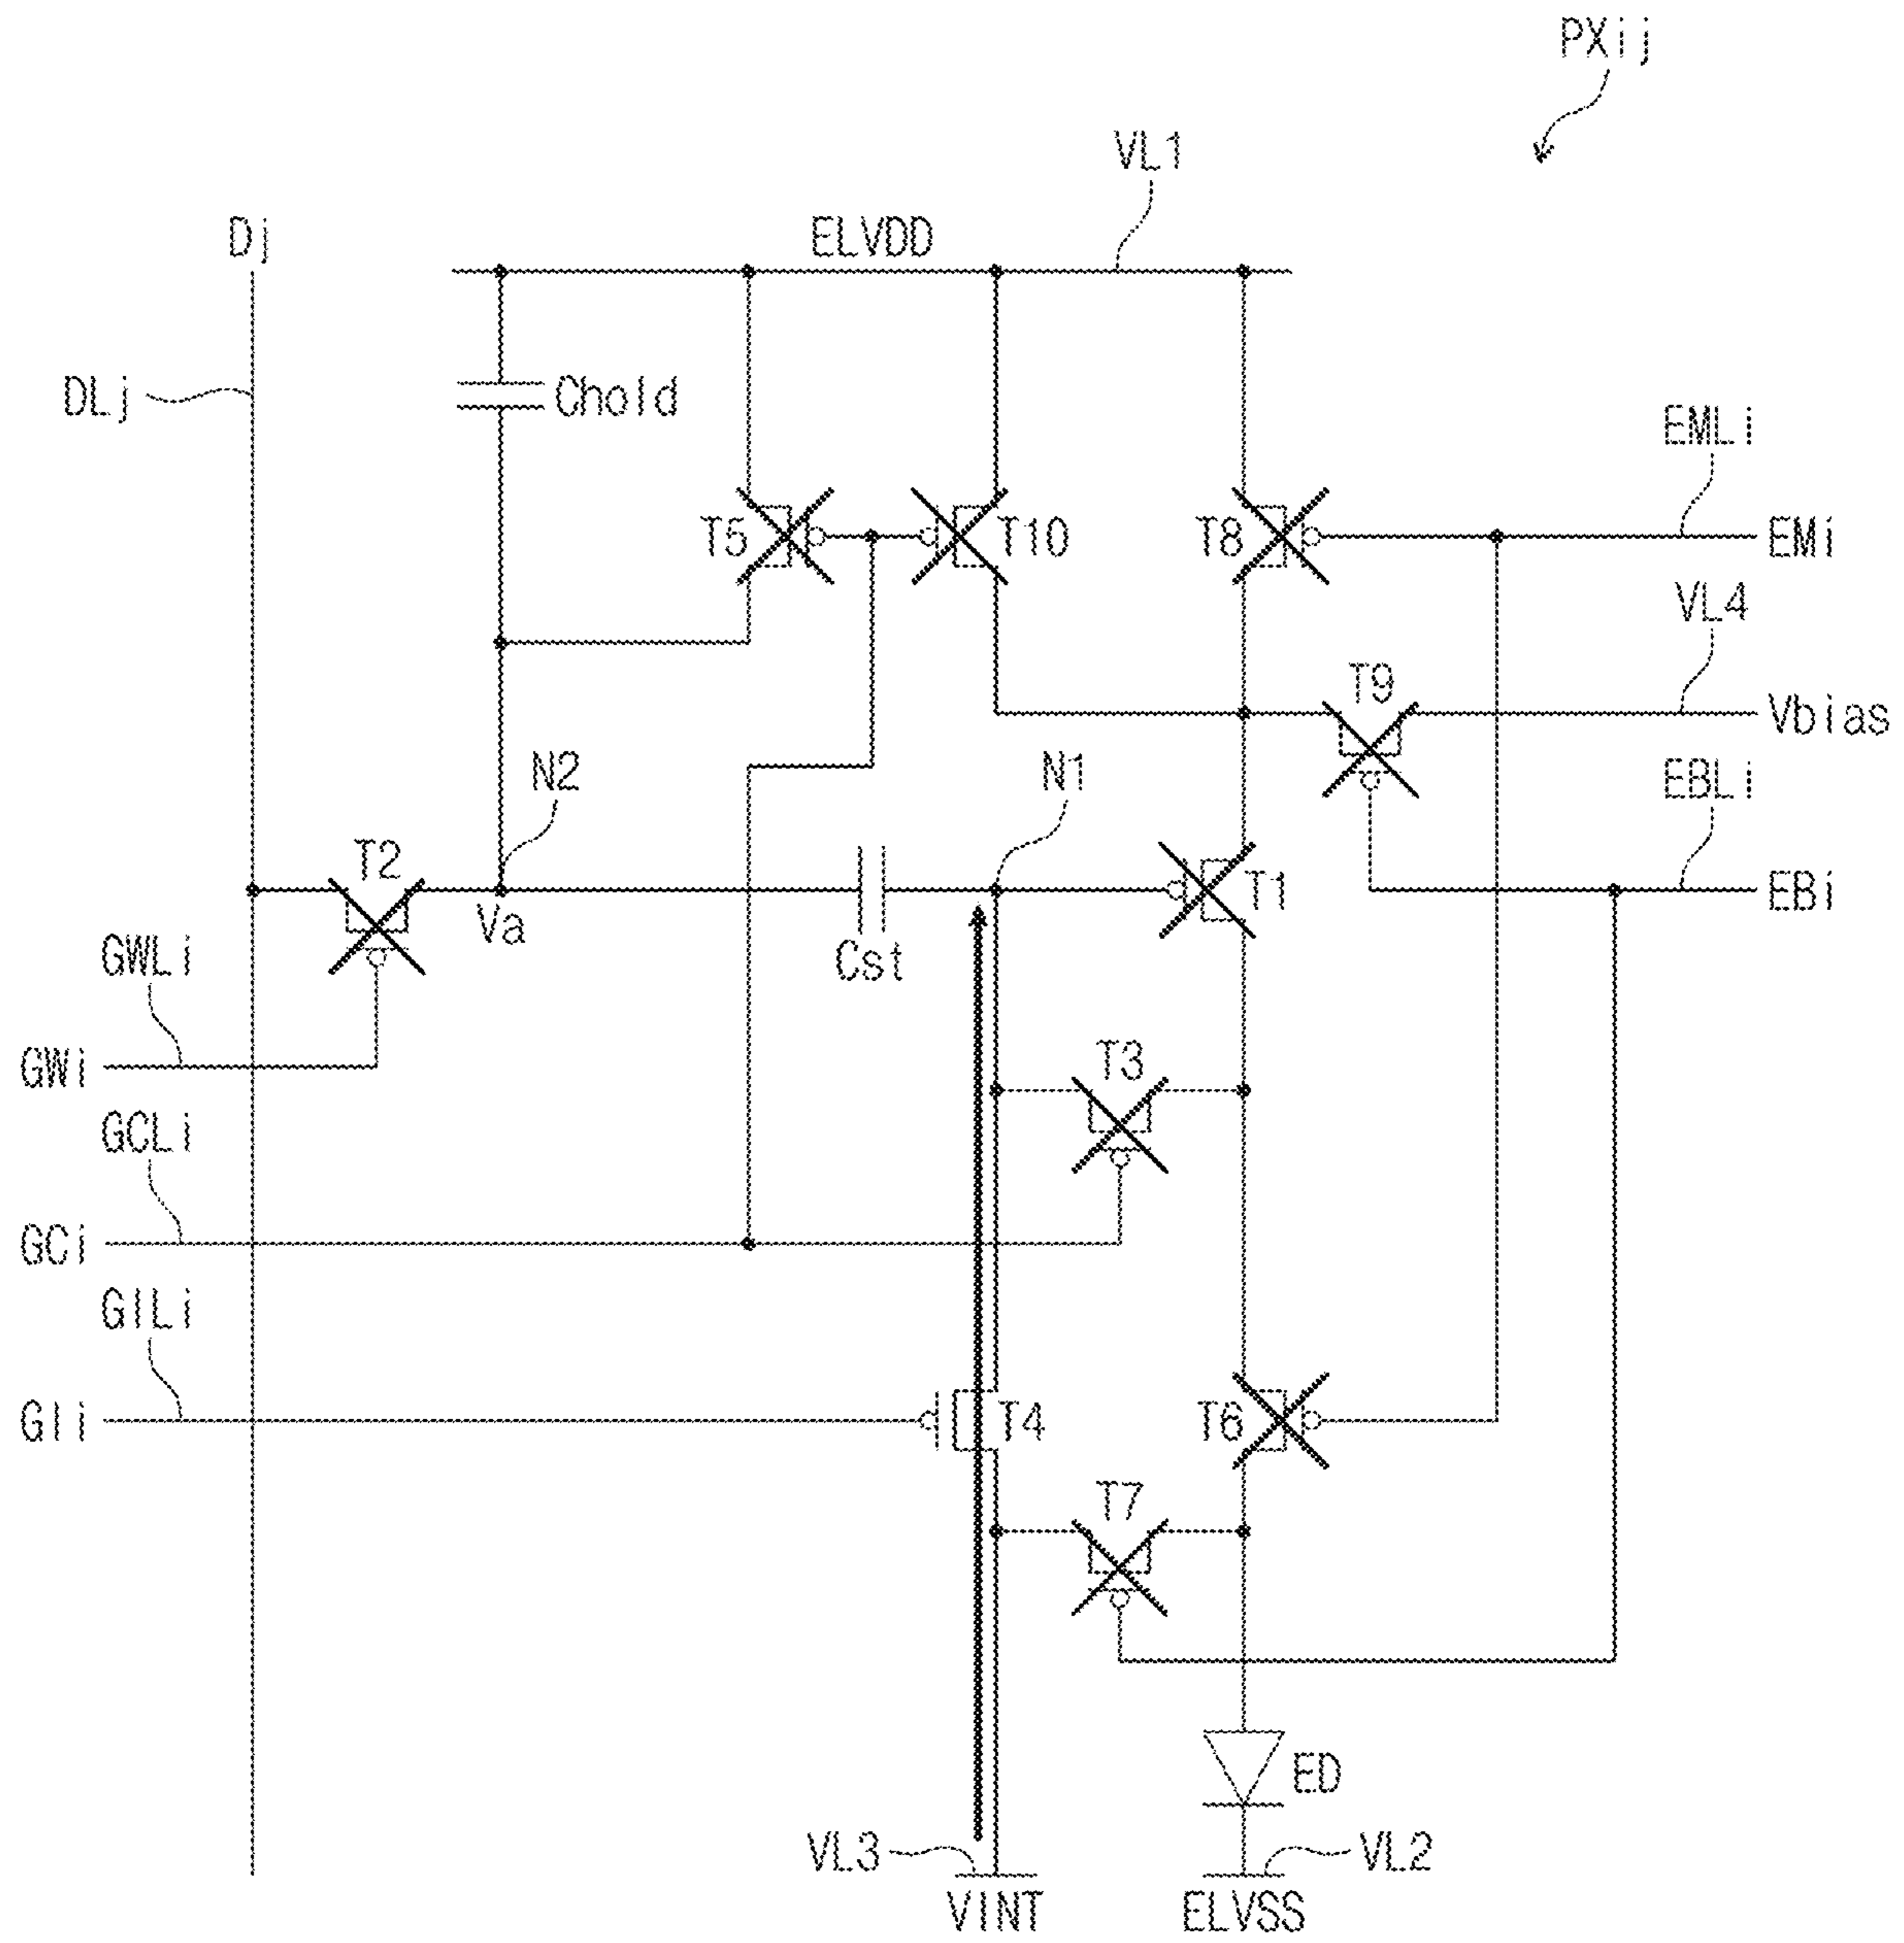 PXij
VL1
Dj
ELVDD
DLj
Chold
EMLi
T5
T10
T8
EMi
VL4
T9
Vbias
N2
N1
EBLi
T2
T1
EBi
Va
Cst
GWLi
GWi
T3
GCLi
GCi
GILi
GIi
T4
T6
T7
ED
VL3
VL2
VINT
ELVSS